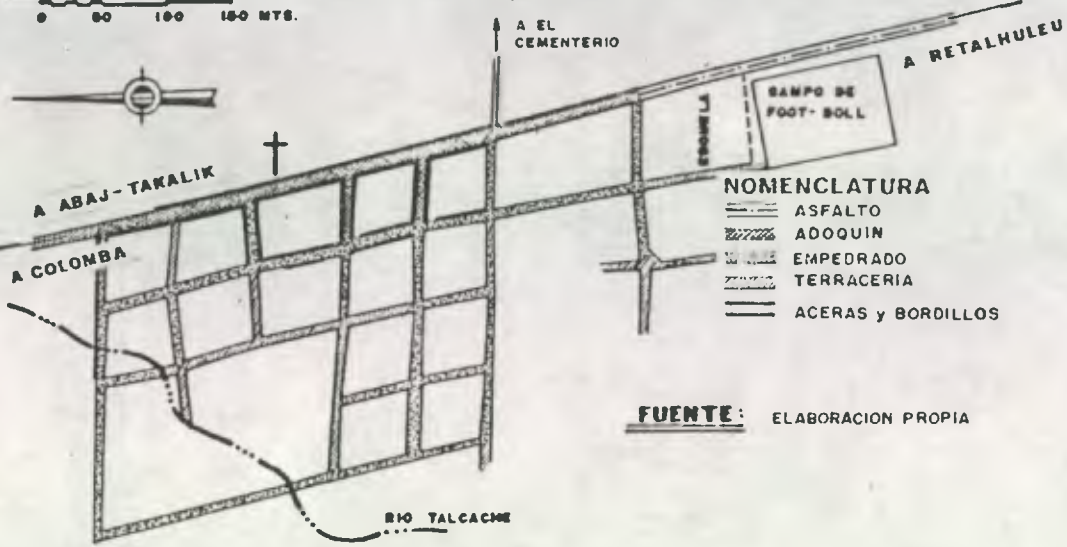 0 50 100 150 MTS.
A EL
CEMENTERIO
A RETALHULEU
ESCUELA
CAMPO DE
FOOT-BOLL
A ABAJ-TAKALIK
A COLOMBA
NOMENCLATURA
ASFALTO
ADOQUIN
EMPEDRADO
TERRACERIA
ACERAS y BORDILLOS
FUENTE: ELABORACION PROPIA
RIO TALCACHE